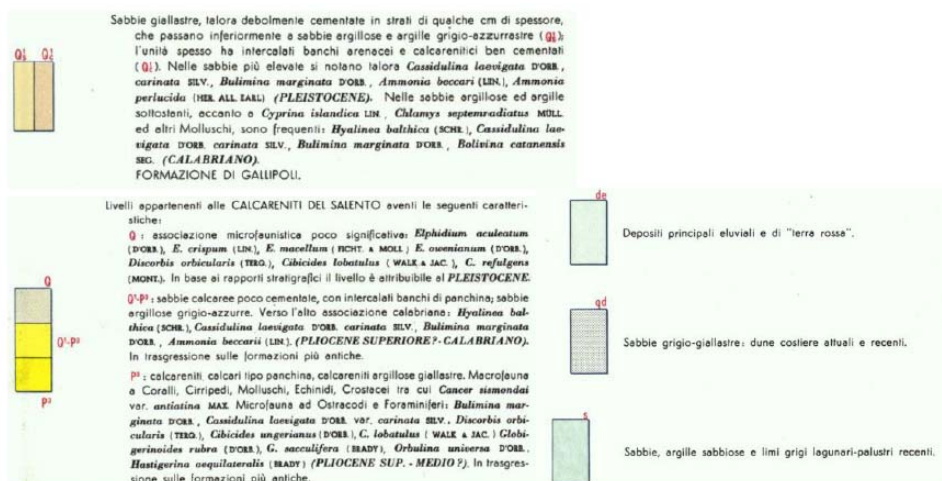 Sabbie giallastre, talora debolmente cementate in strati di qualche cm di spessore,
che passano inferiormente a sabbie argillose e argille grigio-azzurrastre (Q¹₃);
l'unità spesso ha intercalati banchi arenacei e calcarenitici ben cementati
Q¹₃ Q¹₂
(Q¹₂). Nelle sabbie più elevate si notano talora Cassidulina laevigata D'ORB.
carinata SILV., Bulimina marginata D'ORB., Ammonia beccari (LIN.), Ammonia
perlucida (HER. ALL. EARL) (PLEISTOCENE). Nelle sabbie argillose ed argille
sottostanti, accanto a Cyprina islandica LIN., Chlamys septemradiatus MÜLL.
ed altri Molluschi, sono frequenti: Hyalinea balthica (SCHR.), Cassidulina lae-
vigata D'ORB. carinata SILV., Bulimina marginata D'ORB., Bolivina catanensis
SEG. (CALABRIANO).
FORMAZIONE DI GALLIPOLI.
Livelli appartenenti alle CALCARENITI DEL SALENTO aventi le seguenti caratteri-
stiche:
Q : associazione microfaunistica poco significativa: Elphidium aculeatum
(D'ORB.), E. crispum (LIN.), E. macellum (FICHT. & MOLL.) E. owenianum (D'ORB.),
Discorbis orbicularis (TERQ.), Cibicides lobatulus (WALK & JAC.), C. refulgens
(MONT.). In base ai rapporti stratigrafici il livello è attribuibile al PLEISTOCENE.
Q
Q¹-P³ : sabbie calcaree poco cementate, con intercalati banchi di panchina; sabbie
argillose grigio-azzurre. Verso l'alto associazione calabriana: Hyalinea bal-
thica (SCHR.), Cassidulina laevigata D'ORB. carinata SILV., Bulimina marginata
D'ORB., Ammonia beccarii (LIN.). (PLIOCENE SUPERIORE?-CALABRIANO).
In trasgressione sulle formazioni più antiche.
Q¹-P³
P³ : calcareniti, calcari tipo panchina, calcareniti argillose giallastre. Macrofauna
a Coralli, Cirripedi, Molluschi, Echinidi, Crostacei tra cui Cancer sismondai
var. antiatina MAX. Microfauna ad Ostracodi e Foraminiferi: Bulimina mar-
ginata D'ORB., Cassidulina laevigata D'ORB. var. carinata SILV., Discorbis orbi-
cularis (TERQ.), Cibicides ungerianus (D'ORB.), C. lobatulus (WALK & JAC.) Globi-
gerinoides rubra (D'ORB.), G. sacculifera (BRADY), Orbulina universa D'ORB.,
Hastigerina aequilateralis (BRADY) (PLIOCENE SUP. - MEDIO?). In trasgres-
sione sulle formazioni più antiche.
P³
de
Depositi principali eluviali e di "terra rossa".
qd
Sabbie grigio-giallastre: dune costiere attuali e recenti.
s
Sabbie, argille sabbiose e limi grigi lagunari-palustri recenti.